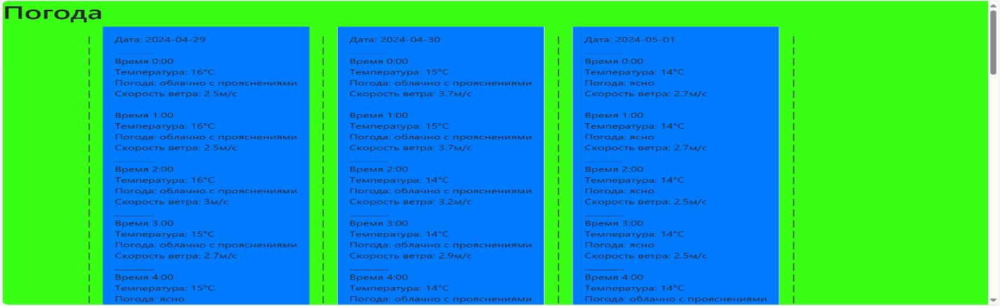 Погода
Дата: 2024-04-29
Время 0:00
Температура: 16°C
Погода: облачно с прояснениями
Скорость ветра: 2.5м/с
Время 1:00
Температура: 16°C
Погода: облачно с прояснениями
Скорость ветра: 2.5м/с
Время 2:00
Температура: 16°C
Погода: облачно с прояснениями
Скорость ветра: 3м/с
Время 3:00
Температура: 15°C
Погода: облачно с прояснениями
Скорость ветра: 2.7м/с
Время 4:00
Температура: 15°C
Погода: ясно
Дата: 2024-04-30
Время 0:00
Температура: 15°C
Погода: облачно с прояснениями
Скорость ветра: 3.7м/с
Время 1:00
Температура: 15°C
Погода: облачно с прояснениями
Скорость ветра: 3.7м/с
Время 2:00
Температура: 14°C
Погода: облачно с прояснениями
Скорость ветра: 3.2м/с
Время 3:00
Температура: 14°C
Погода: облачно с прояснениями
Скорость ветра: 2.9м/с
Время 4:00
Температура: 14°C
Погода: облачно с прояснениями
Дата: 2024-05-01
Время 0:00
Температура: 14°C
Погода: ясно
Скорость ветра: 2.7м/с
Время 1:00
Температура: 14°C
Погода: ясно
Скорость ветра: 2.7м/с
Время 2:00
Температура: 14°C
Погода: ясно
Скорость ветра: 2.5м/с
Время 3:00
Температура: 14°C
Погода: ясно
Скорость ветра: 2.5м/с
Время 4:00
Температура: 14°C
Погода: облачно с прояснениями